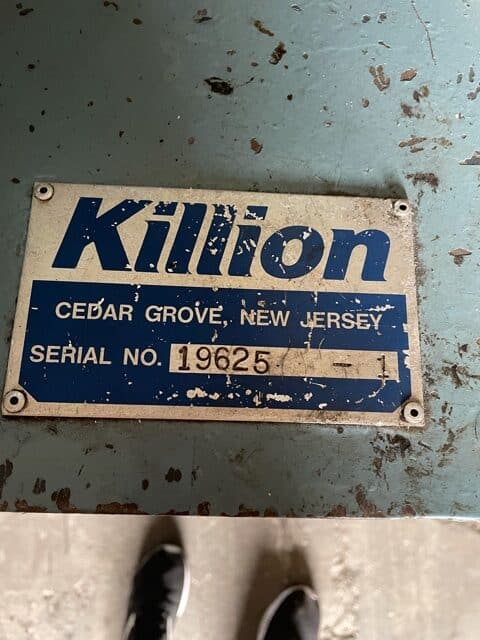 Killion
CEDAR GROVE, NEW JERSEY
SERIAL NO. 19625 - 1